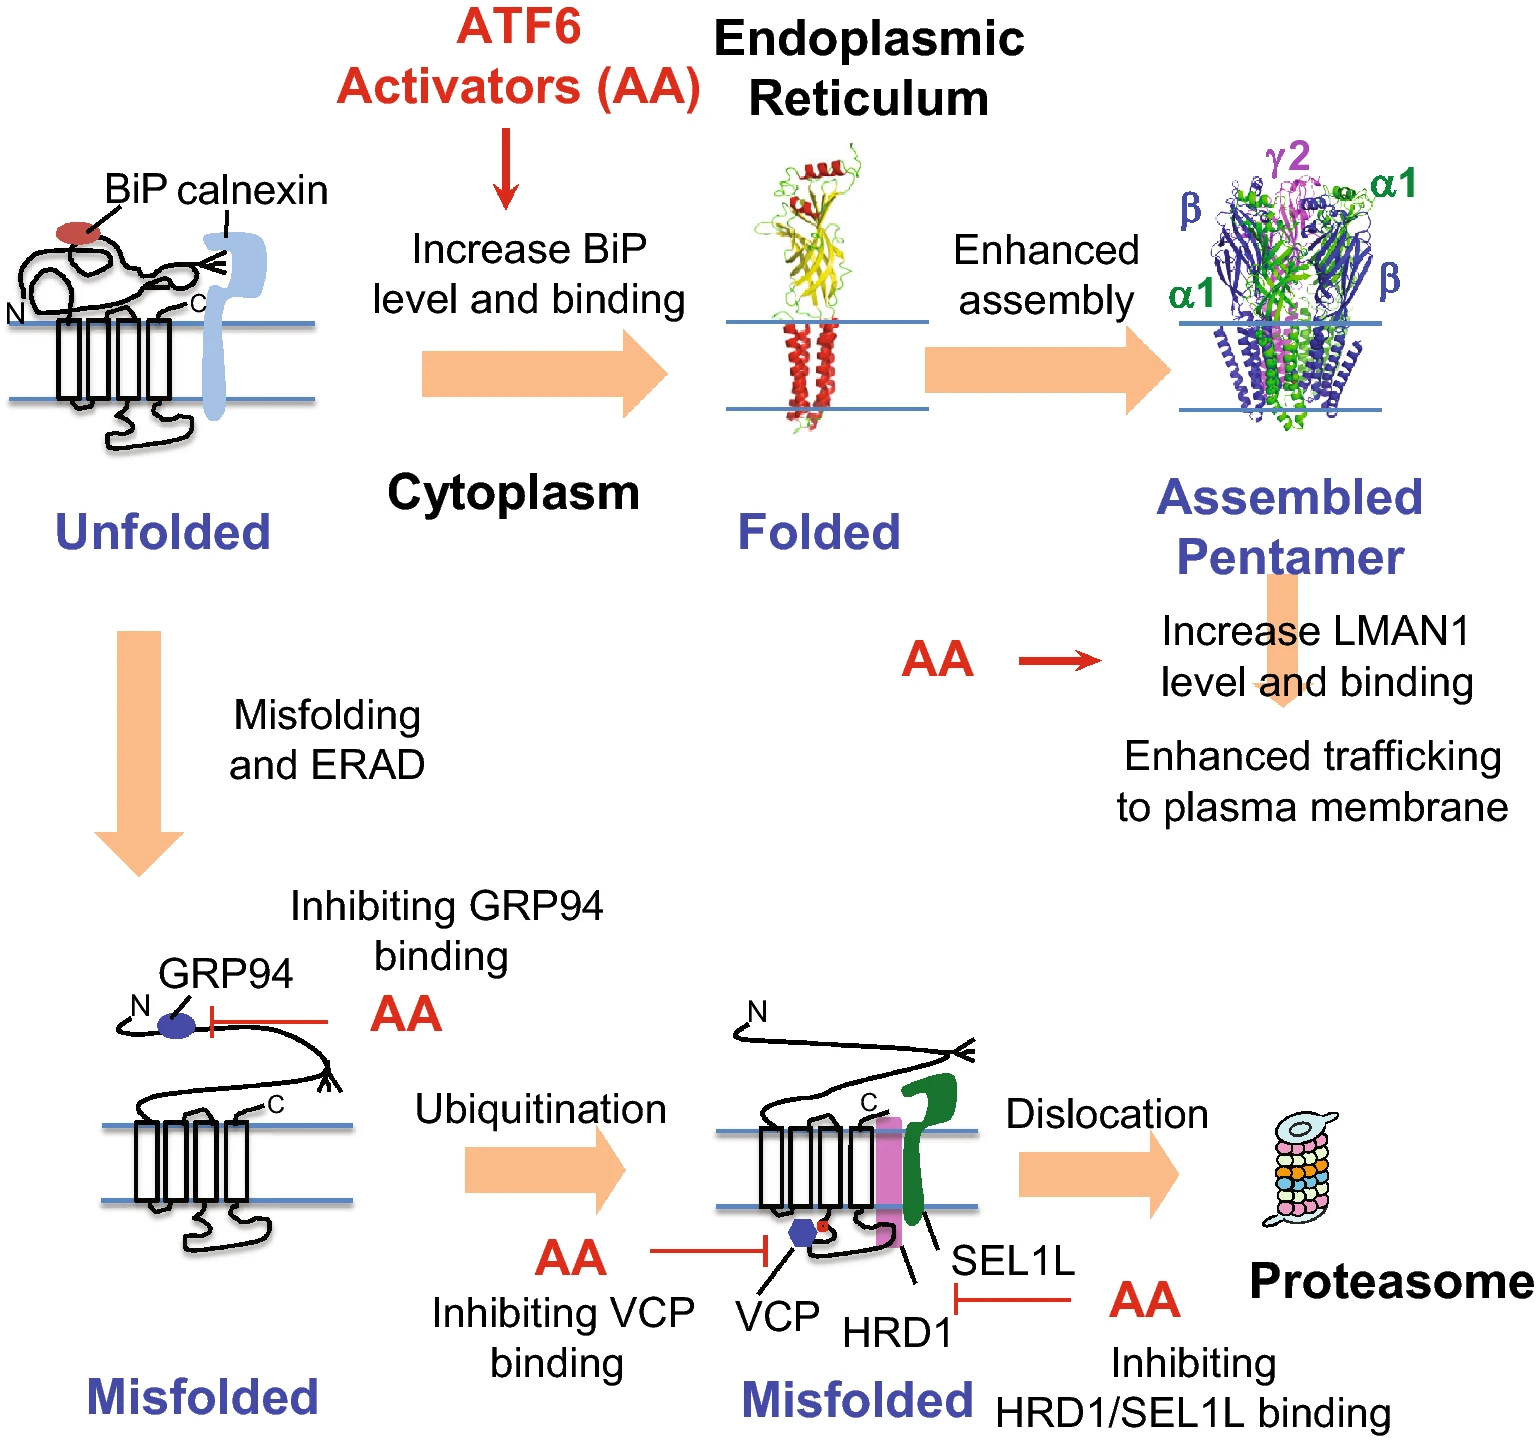 ATF6
Activators (AA)
Endoplasmic
Reticulum
BiP calnexin
N
C
Increase BiP
level and binding
Enhanced
assembly
γ2
α1
β
α1
β
Cytoplasm
Unfolded
Folded
Assembled
Pentamer
AA
Increase LMAN1
level and binding
Enhanced trafficking
to plasma membrane
Misfolding
and ERAD
Inhibiting GRP94
binding
GRP94
N
AA
C
Ubiquitination
N
C
Dislocation
AA
Inhibiting VCP
binding
VCP
HRD1
SEL1L
AA
Inhibiting
HRD1/SEL1L binding
Proteasome
Misfolded
Misfolded